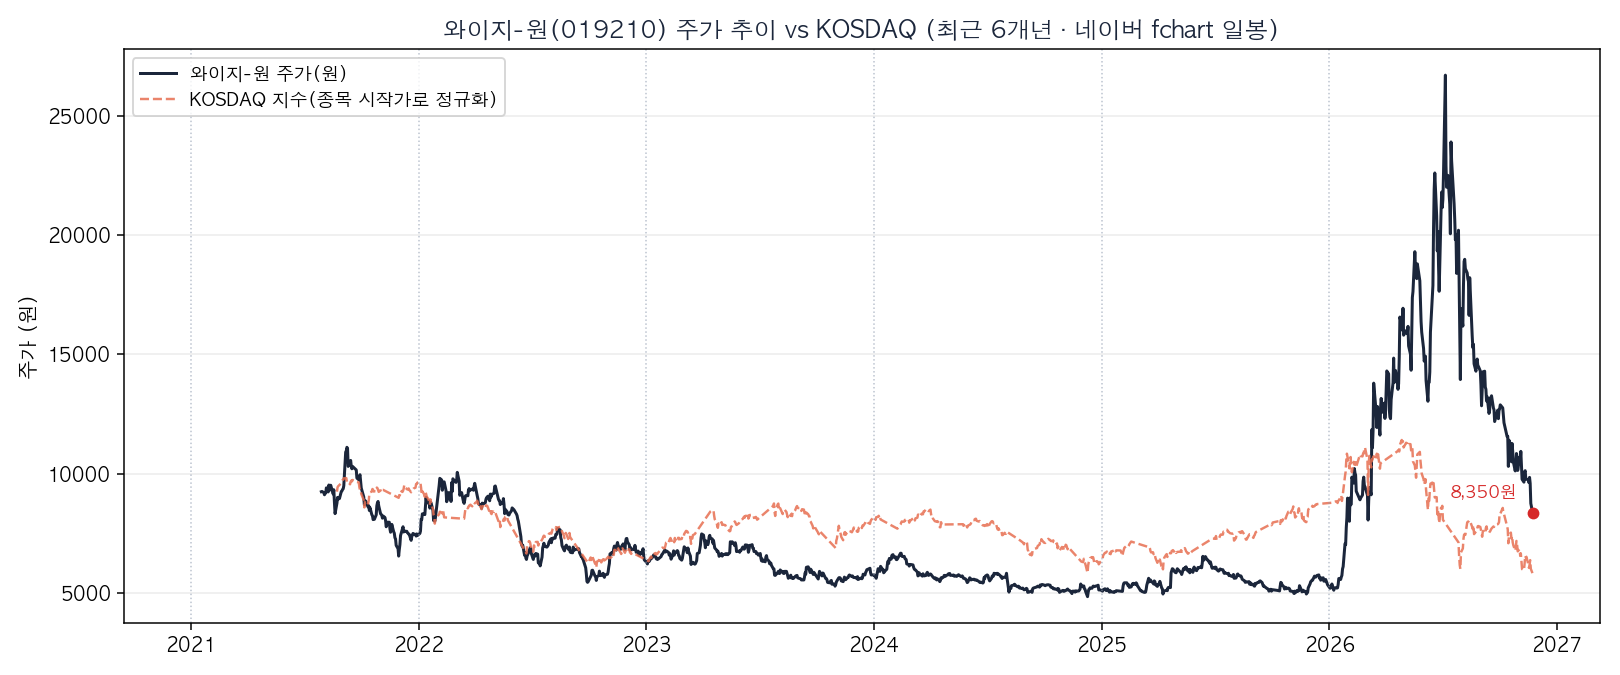 와이지-원(019210) 주가 추이 vs KOSDAQ (최근 6개년 · 네이버 fchart 일봉)
와이지-원 주가(원)
KOSDAQ 지수(종목 시작가로 정규화)
주가 (원)
25000
20000
15000
10000
5000
8,350원
2021
2022
2023
2024
2025
2026
2027